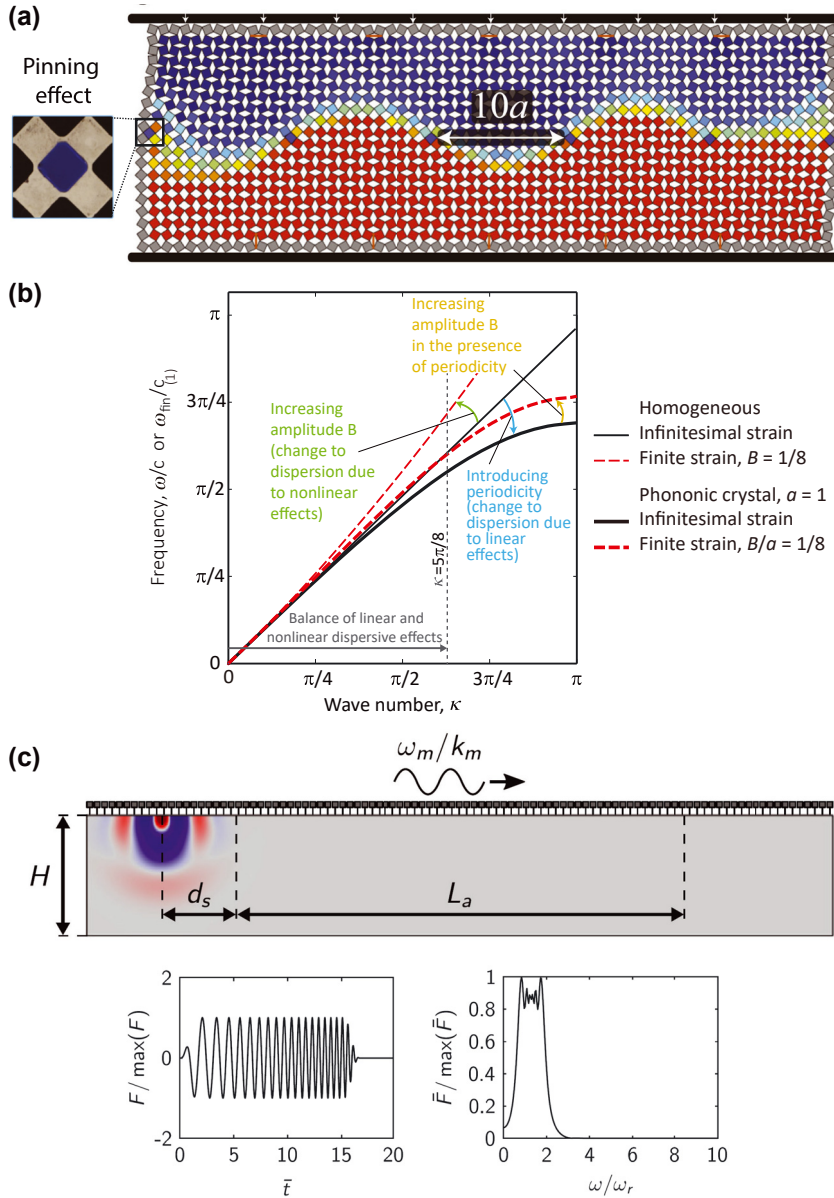 (a)
Pinning
effect
10a
(b)
Frequency, ω/c or ω_fin/c_(1)
π
3π/4
π/2
π/4
0
0
π/4
π/2
3π/4
π
Wave number, κ
Increasing
amplitude B
in the presence
of periodicity
Increasing
amplitude B
(change to
dispersion due
to nonlinear
effects)
Introducing
periodicity
(change to
dispersion due
to linear
effects)
κ=5π/8
Balance of linear and
nonlinear dispersive effects
Homogeneous
Infinitesimal strain
Finite strain, B = 1/8
Phononic crystal, a = 1
Infinitesimal strain
Finite strain, B/a = 1/8
(c)
ω_m/k_m
H
d_s
L_a
F / max(F)
2
0
-2
0
5
10
15
20
t̄
F̄ / max(F̄)
1
0.8
0.6
0.4
0.2
0
0
2
4
6
8
10
ω/ω_r